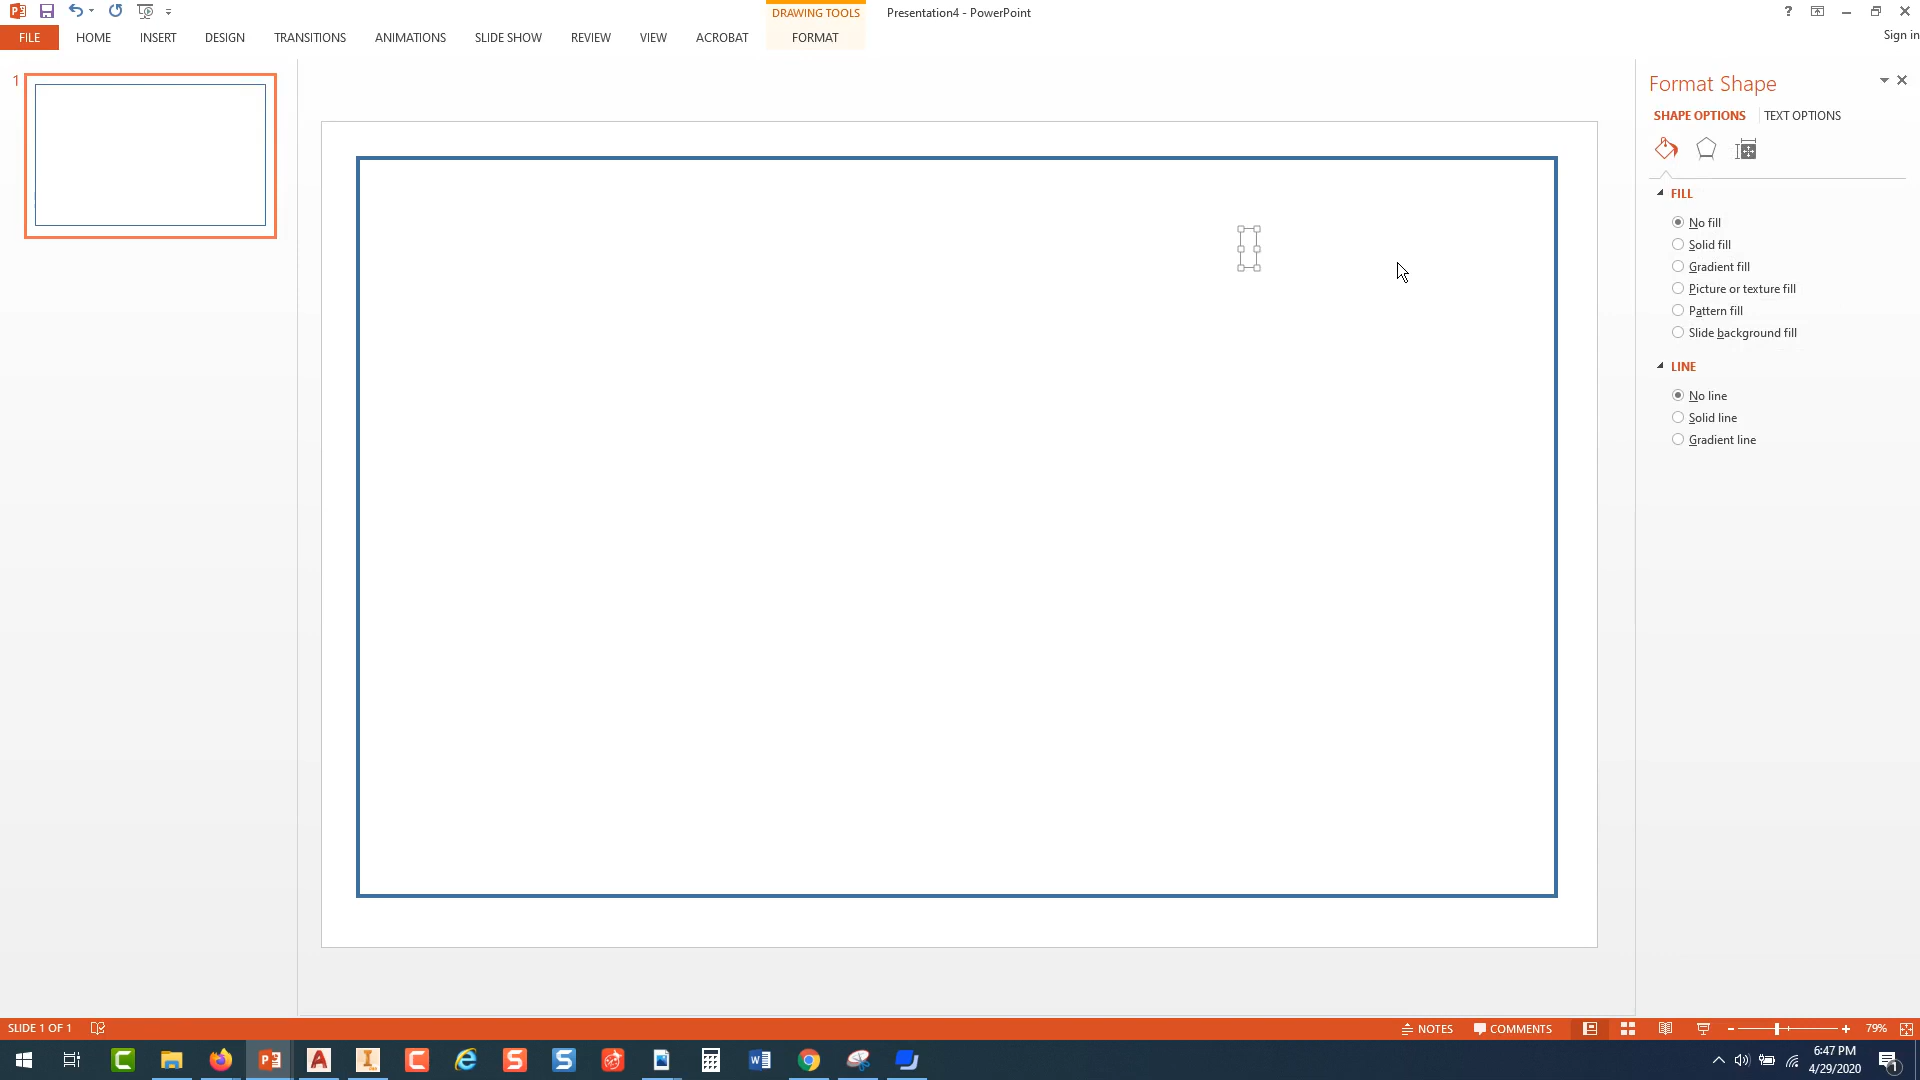 DRAWING TOOLS
Presentation4 - PowerPoint
?
FILE
HOME
INSERT
DESIGN
TRANSITIONS
ANIMATIONS
SLIDE SHOW
REVIEW
VIEW
ACROBAT
FORMAT
Sign in
1
Format Shape
SHAPE OPTIONS
TEXT OPTIONS
FILL
No fill
Solid fill
Gradient fill
Picture or texture fill
Pattern fill
Slide background fill
LINE
No line
Solid line
Gradient line
SLIDE 1 OF 1
NOTES
COMMENTS
79%
6:47 PM
4/29/2020